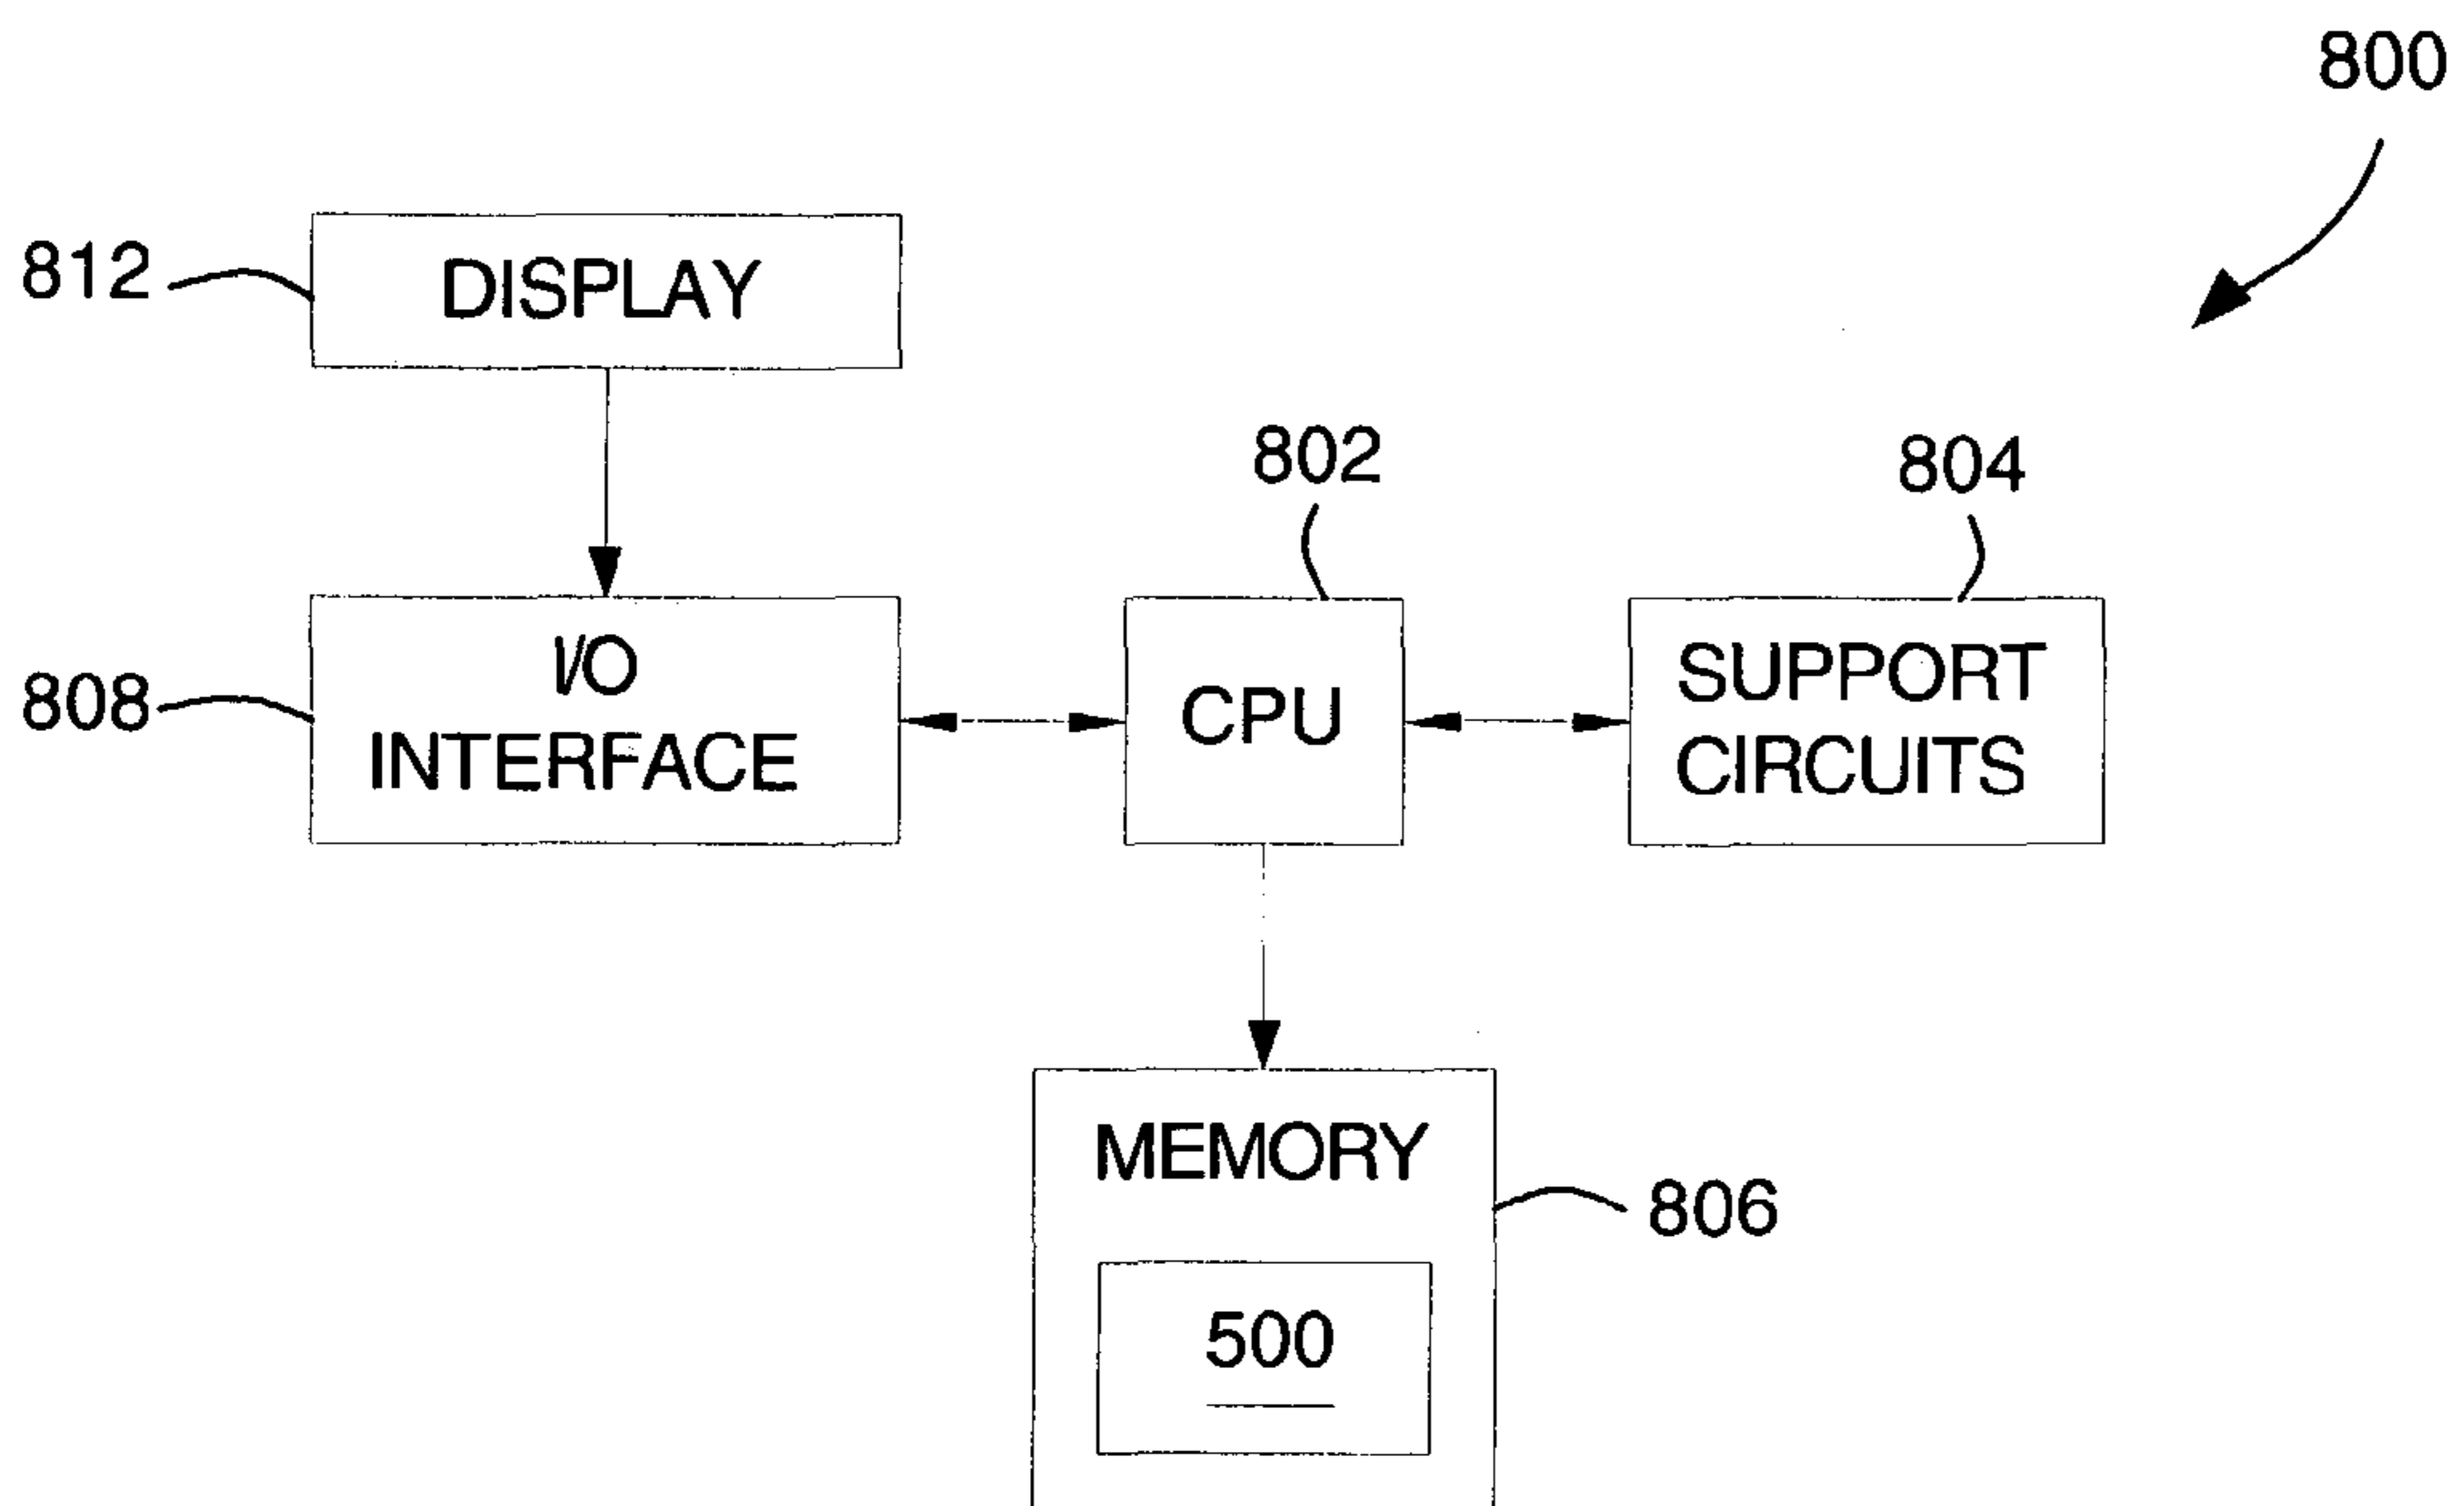 800
812
DISPLAY
802
804
808
I/O
INTERFACE
CPU
SUPPORT
CIRCUITS
MEMORY
806
500